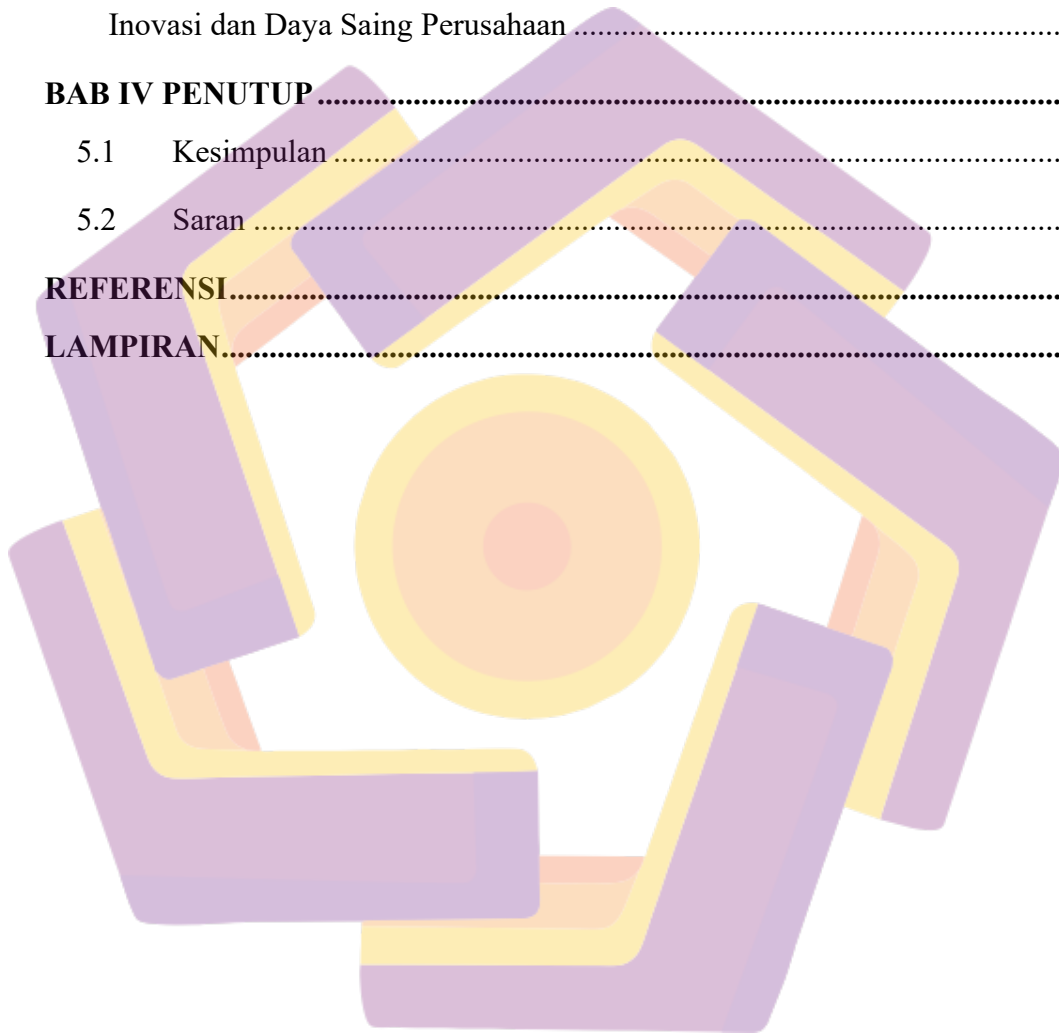 Inovasi dan Daya Saing Perusahaan ........................................................
BAB IV PENUTUP ........................................................................................
5.1 Kesimpulan ........................................................................................
5.2 Saran ..................................................................................................
REFERENSI..................................................................................................
LAMPIRAN...................................................................................................